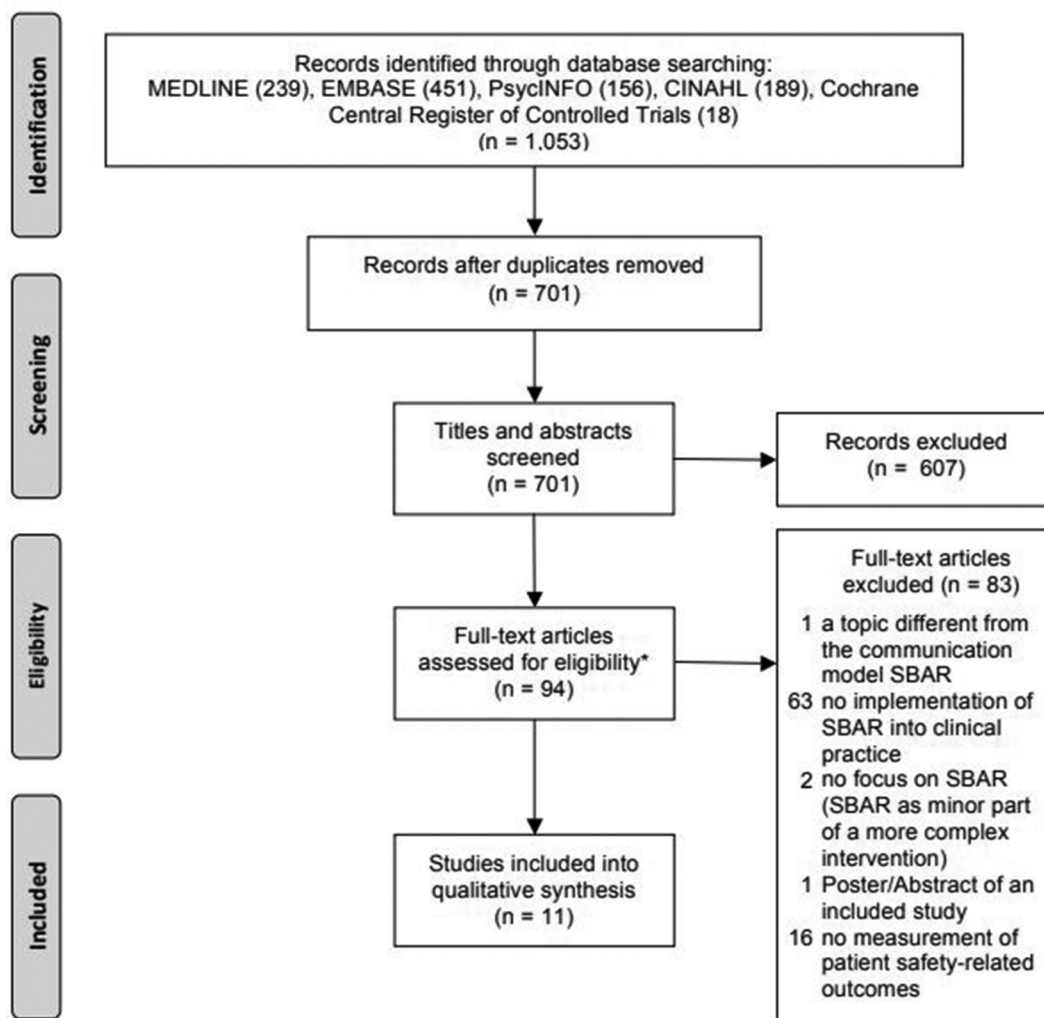 Identification
Records identified through database searching:
MEDLINE (239), EMBASE (451), PsycINFO (156), CINAHL (189), Cochrane
Central Register of Controlled Trials (18)
(n = 1,053)
Records after duplicates removed
(n = 701)
Screening
Titles and abstracts
screened
(n = 701)
Records excluded
(n = 607)
Eligibility
Full-text articles
assessed for eligibility*
(n = 94)
Full-text articles
excluded (n = 83)
1 a topic different from
the communication
model SBAR
63 no implementation of
SBAR into clinical
practice
2 no focus on SBAR
(SBAR as minor part
of a more complex
intervention)
1 Poster/Abstract of an
included study
16 no measurement of
patient safety-related
outcomes
Included
Studies included into
qualitative synthesis
(n = 11)